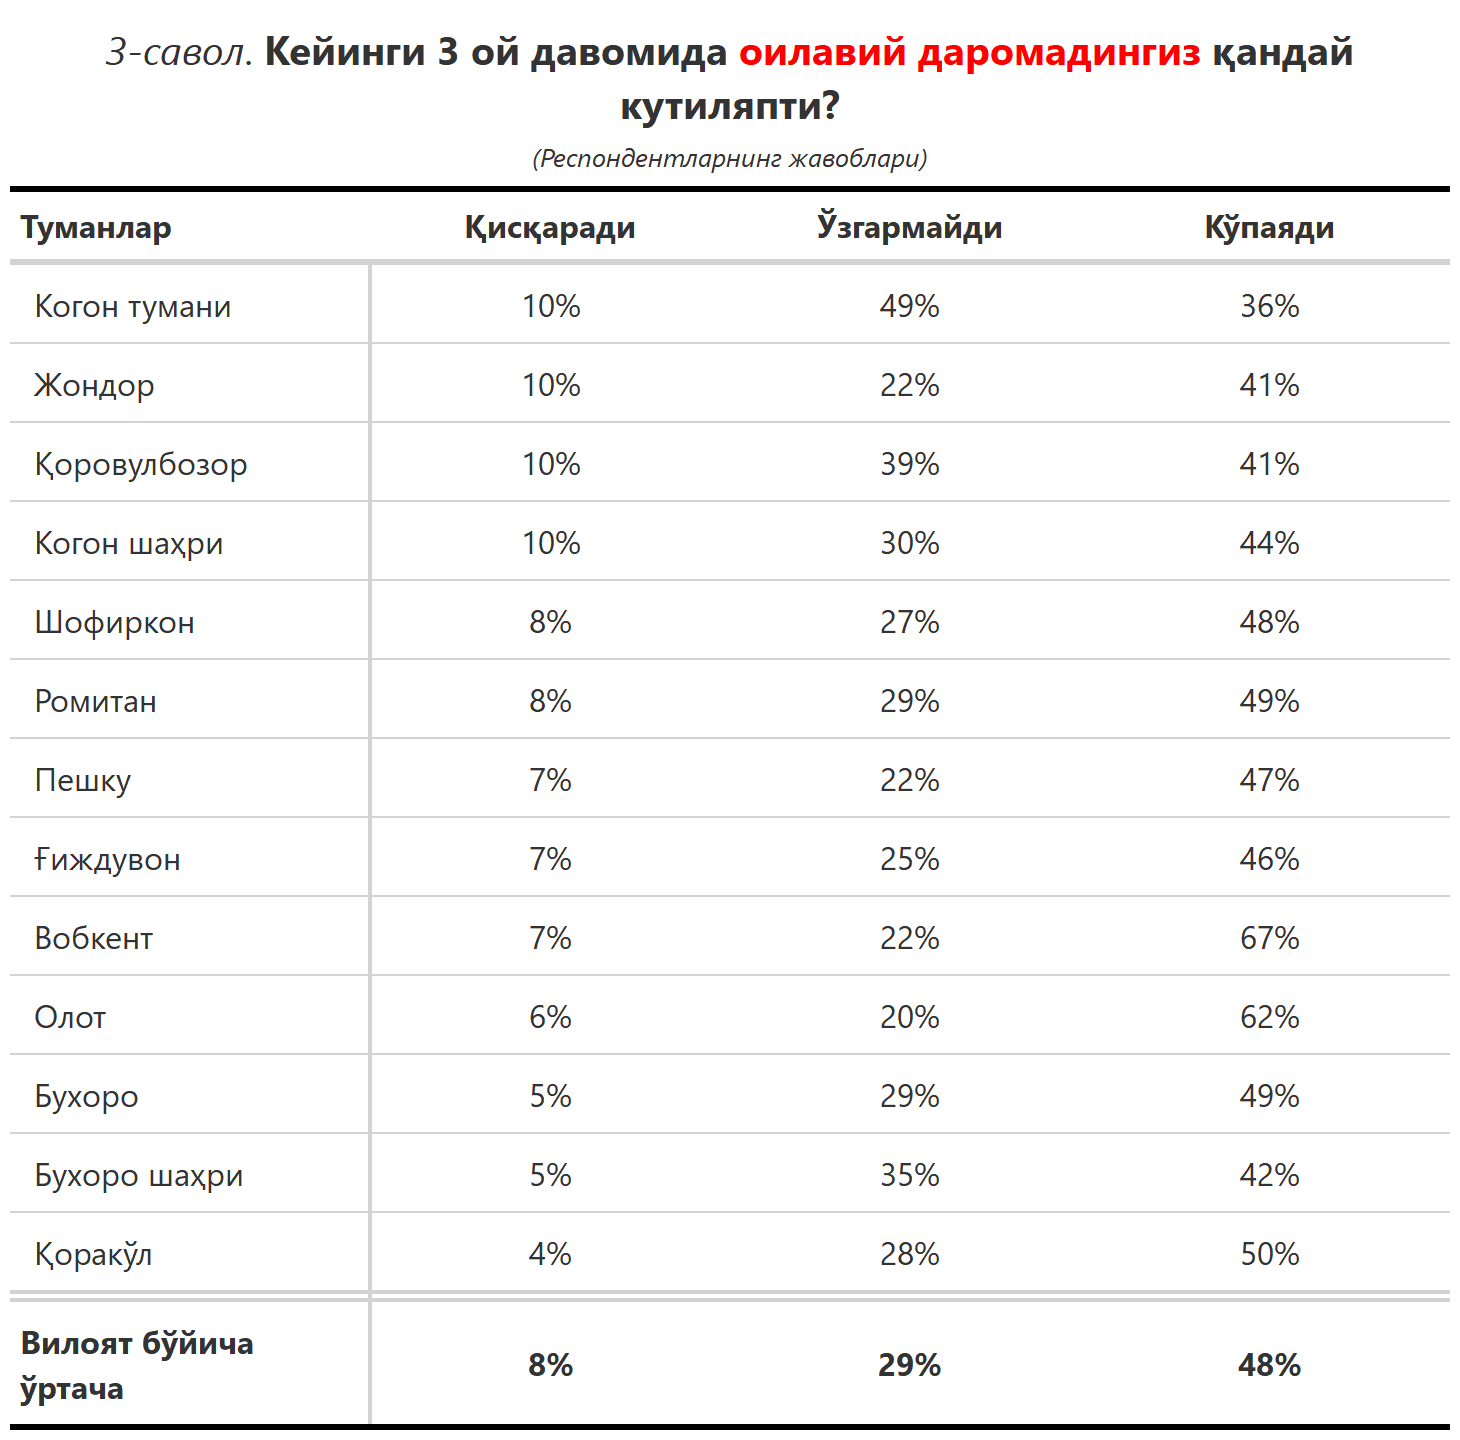 3-савол. Кейинги 3 ой давомида оилавий даромадингиз қандай
кутиляпти?
(Респондентларнинг жавоблари)
Туманлар Қисқаради Ўзгармайди Кўпаяди
Когон тумани 10% 49% 36%
Жондор 10% 22% 41%
Қоровулбозор 10% 39% 41%
Когон шаҳри 10% 30% 44%
Шофиркон 8% 27% 48%
Ромитан 8% 29% 49%
Пешку 7% 22% 47%
Ғиждувон 7% 25% 46%
Вобкент 7% 22% 67%
Олот 6% 20% 62%
Бухоро 5% 29% 49%
Бухоро шаҳри 5% 35% 42%
Қоракўл 4% 28% 50%
Вилоят бўйича
ўртача 8% 29% 48%